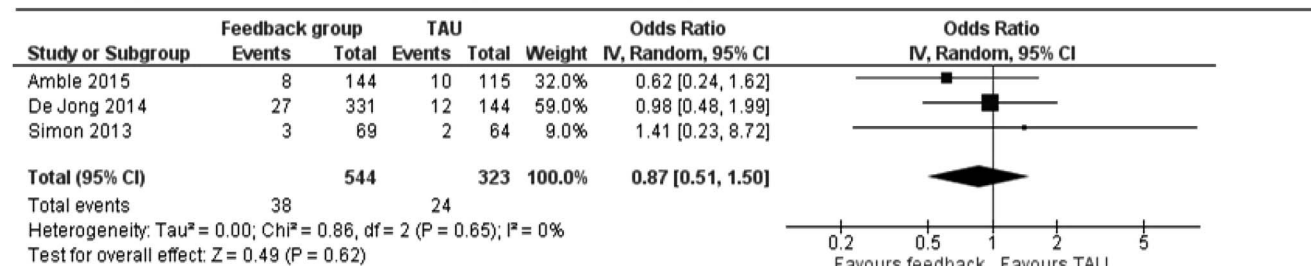 Feedback group TAU Odds Ratio Odds Ratio
Study or Subgroup Events Total Events Total Weight IV, Random, 95% CI IV, Random, 95% CI
Amble 2015 8 144 10 115 32.0% 0.62 [0.24, 1.62]
De Jong 2014 27 331 12 144 59.0% 0.98 [0.48, 1.99]
Simon 2013 3 69 2 64 9.0% 1.41 [0.23, 8.72]
Total (95% CI) 544 323 100.0% 0.87 [0.51, 1.50]
Total events 38 24
Heterogeneity: Tau² = 0.00; Chi² = 0.86, df = 2 (P = 0.65); I² = 0%
Test for overall effect: Z = 0.49 (P = 0.62)
0.2 0.5 1 2 5
Favours feedback Favours TAU